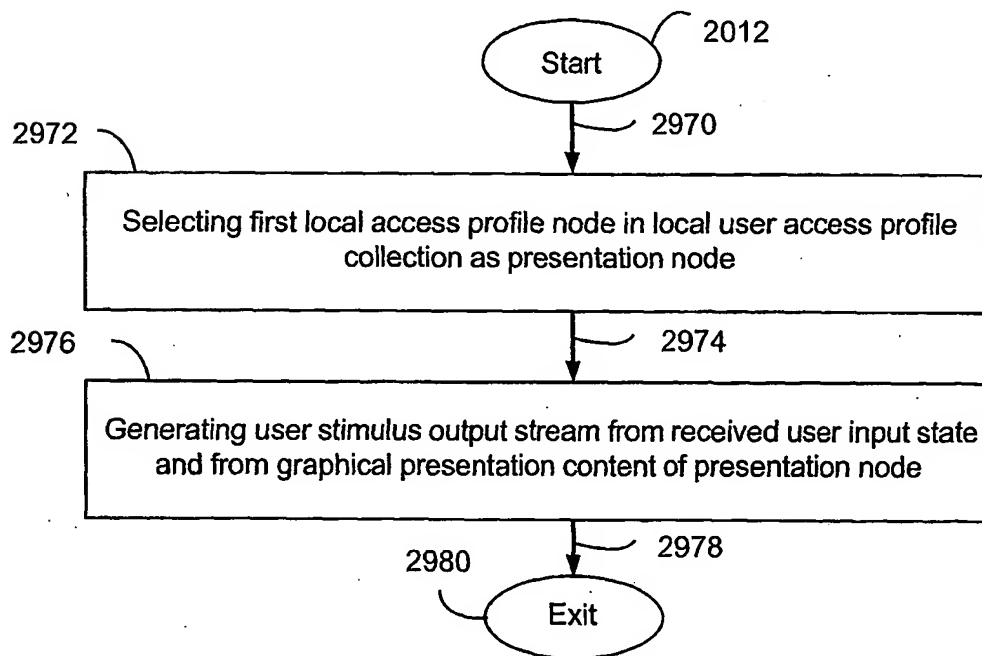 2012
Start
2970
2972
Selecting first local access profile node in local user access profile
collection as presentation node
2974
2976
Generating user stimulus output stream from received user input state
and from graphical presentation content of presentation node
2978
2980
Exit